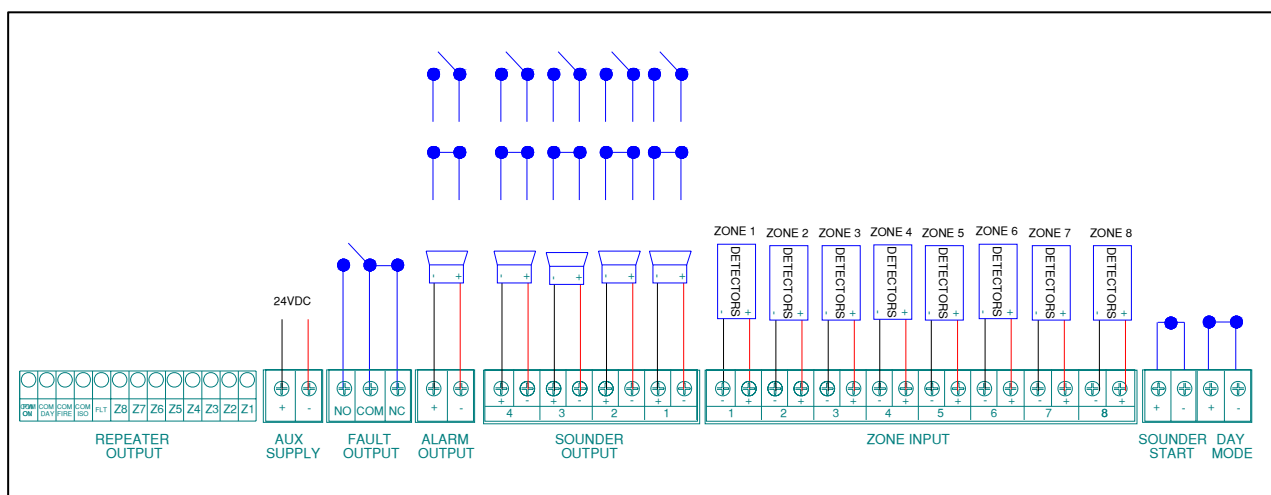 ZONE 1 ZONE 2 ZONE 3 ZONE 4 ZONE 5 ZONE 6 ZONE 7 ZONE 8
DETECTORS DETECTORS DETECTORS DETECTORS DETECTORS DETECTORS DETECTORS DETECTORS
- + - + - + - + - +
- + - + - + - + - + - + - + - +
24VDC
COM DAY COM FIRE COM ISO FLT Z8 Z7 Z6 Z5 Z4 Z3 Z2 Z1
REPEATER
OUTPUT
+ -
AUX
SUPPLY
NO COM NC
FAULT
OUTPUT
+ -
ALARM
OUTPUT
+ - + - + - + -
4 3 2 1
SOUNDER
OUTPUT
- + - + - + - + - + - + - + - +
1 2 3 4 5 6 7 8
ZONE INPUT
+ - + -
SOUNDER
START
DAY
MODE